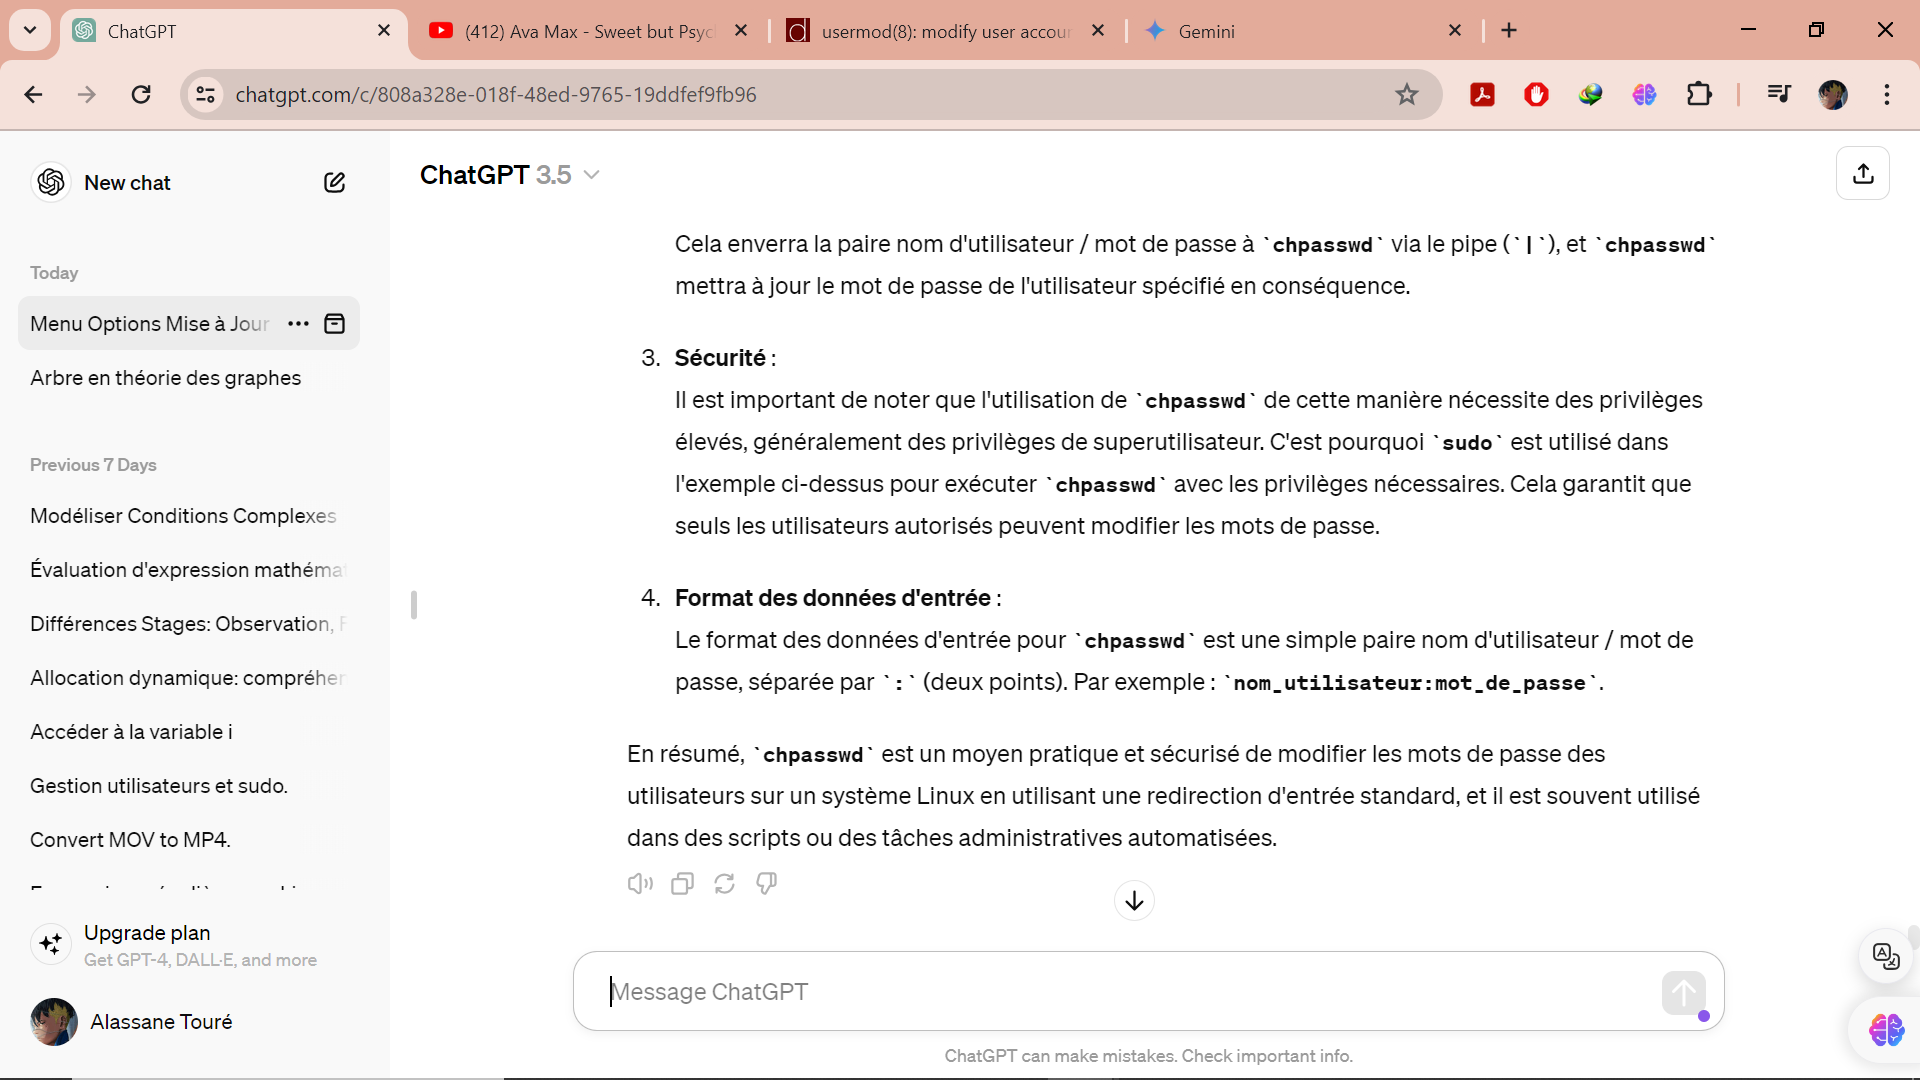 ChatGPT
(412) Ava Max - Sweet but Psyc
usermod(8): modify user accour
Gemini
chatgpt.com/c/808a328e-018f-48ed-9765-19ddfef9fb96
New chat
Today
Menu Options Mise à Jour
Arbre en théorie des graphes
Previous 7 Days
Modéliser Conditions Complexes
Évaluation d'expression mathémat
Différences Stages: Observation, F
Allocation dynamique: compréhen
Accéder à la variable i
Gestion utilisateurs et sudo.
Convert MOV to MP4.
Upgrade plan
Get GPT-4, DALL·E, and more
Alassane Touré
ChatGPT 3.5
Cela enverra la paire nom d'utilisateur / mot de passe à `chpasswd` via le pipe (`|`), et `chpasswd`
mettra à jour le mot de passe de l'utilisateur spécifié en conséquence.
3. Sécurité :
Il est important de noter que l'utilisation de `chpasswd` de cette manière nécessite des privilèges
élevés, généralement des privilèges de superutilisateur. C'est pourquoi `sudo` est utilisé dans
l'exemple ci-dessus pour exécuter `chpasswd` avec les privilèges nécessaires. Cela garantit que
seuls les utilisateurs autorisés peuvent modifier les mots de passe.
4. Format des données d'entrée :
Le format des données d'entrée pour `chpasswd` est une simple paire nom d'utilisateur / mot de
passe, séparée par `:` (deux points). Par exemple : `nom_utilisateur:mot_de_passe`.
En résumé, `chpasswd` est un moyen pratique et sécurisé de modifier les mots de passe des
utilisateurs sur un système Linux en utilisant une redirection d'entrée standard, et il est souvent utilisé
dans des scripts ou des tâches administratives automatisées.
Message ChatGPT
ChatGPT can make mistakes. Check important info.